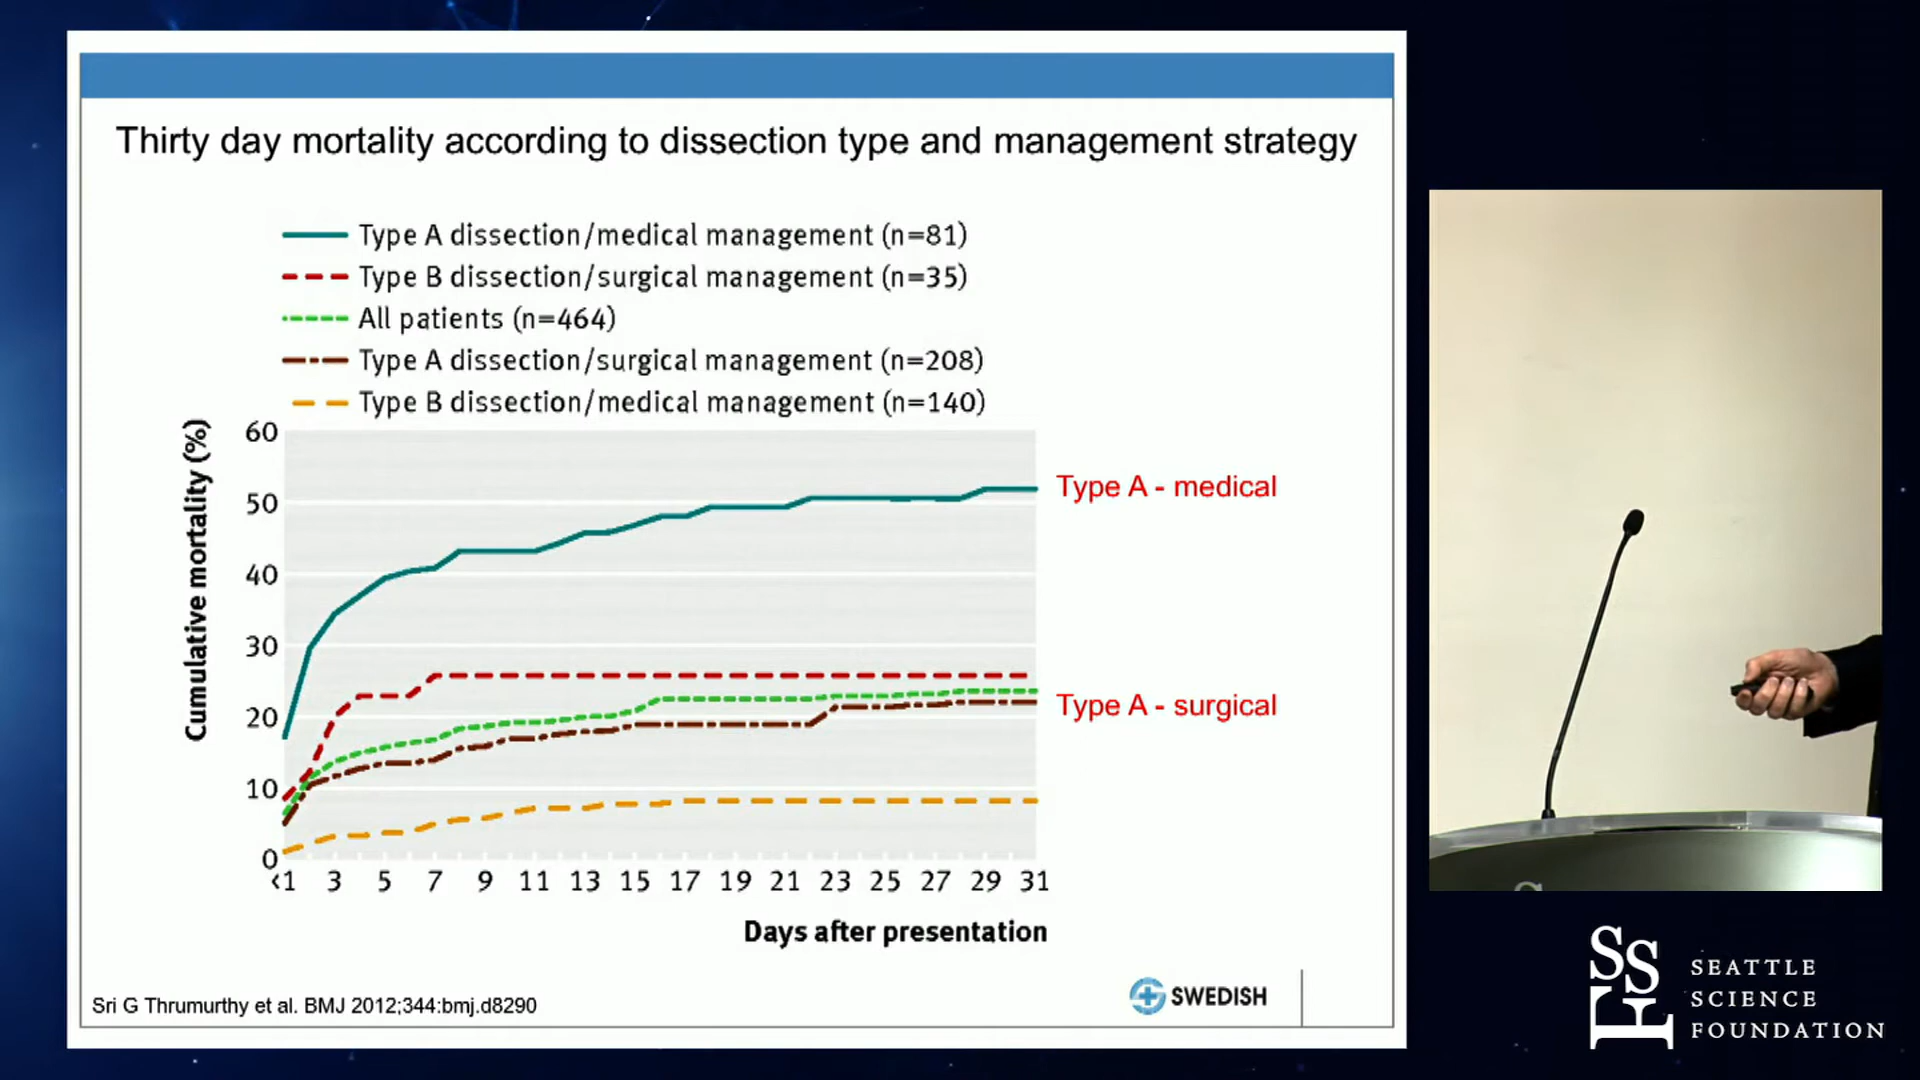 Thirty day mortality according to dissection type and management strategy
Type A dissection/medical management (n=81)
Type B dissection/surgical management (n=35)
All patients (n=464)
Type A dissection/surgical management (n=208)
Type B dissection/medical management (n=140)
Cumulative mortality (%)
60
50
40
30
20
10
0
Type A - medical
Type A - surgical
<1 3 5 7 9 11 13 15 17 19 21 23 25 27 29 31
Days after presentation
Sri G Thrumurthy et al. BMJ 2012;344:bmj.d8290
SWEDISH
SSF
SEATTLE
SCIENCE
FOUNDATION